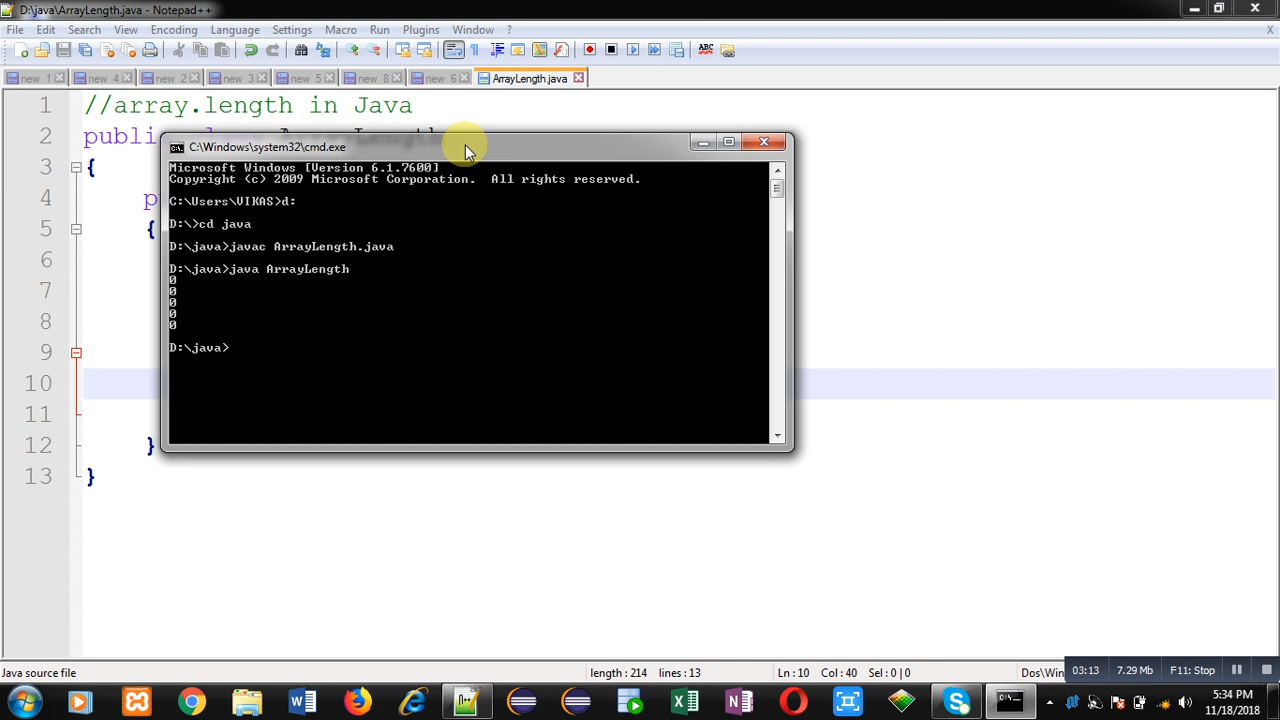 D:\java\ArrayLength.java - Notepad++
File Edit Search View Encoding Language Settings Macro Run Plugins Window ? X
new 1 new 4 new 2 new 3 new 5 new 8 new 6 ArrayLength.java
1 //array.length in Java
2 publi
3 {
C:\Windows\system32\cmd.exe
Microsoft Windows [Version 6.1.7600]
Copyright (c) 2009 Microsoft Corporation. All rights reserved.
C:\Users\VIKAS>d:
D:\>cd java
D:\java>javac ArrayLength.java
D:\java>java ArrayLength
0
0
0
0
0
D:\java>
4 p
5 {
6
7
8
9
10
11
12 }
13 }
Java source file length : 214 lines : 13 Ln : 10 Col : 40 Sel : 0 | 0 Dos\Win
03:13 7.29 Mb F11: Stop
5:34 PM
11/18/2018